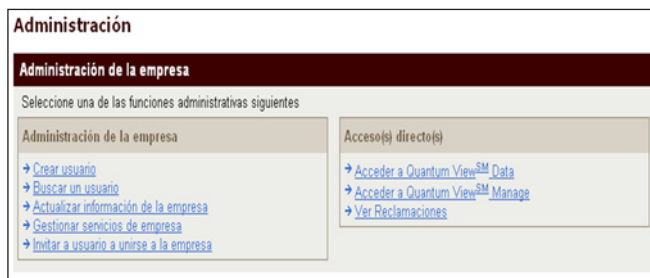 Administración
Administración de la empresa
Seleccione una de las funciones administrativas siguientes
Administración de la empresa
→ Crear usuario
→ Buscar un usuario
→ Actualizar información de la empresa
→ Gestionar servicios de empresa
→ Invitar a usuario a unirse a la empresa
Acceso(s) directo(s)
→ Acceder a Quantum View℠ Data
→ Acceder a Quantum View℠ Manage
→ Ver Reclamaciones